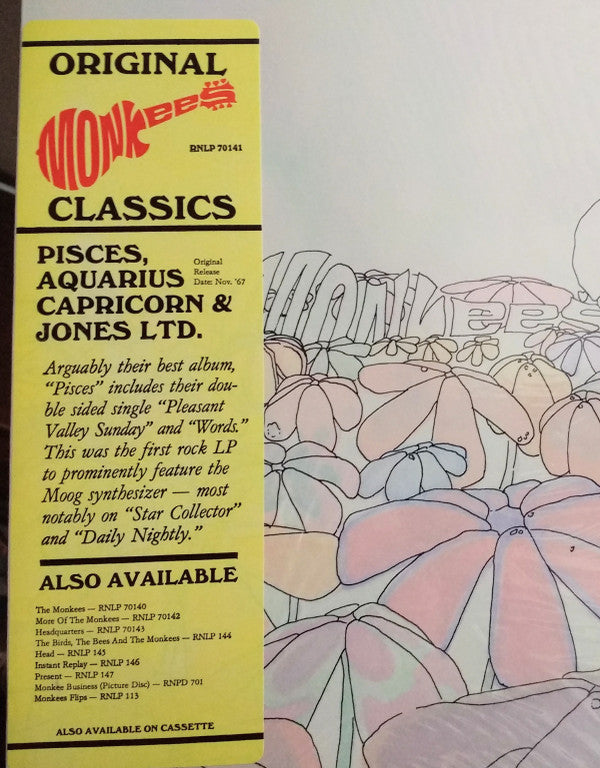 ORIGINAL
MONKEES
RNLP 70141
CLASSICS
PISCES,
AQUARIUS
CAPRICORN &
JONES LTD.
Original
Release
Date: Nov. '67
Arguably their best album,
“Pisces” includes their dou-
ble sided single “Pleasant
Valley Sunday” and “Words.”
This was the first rock LP
to prominently feature the
Moog synthesizer — most
notably on “Star Collector”
and “Daily Nightly.”
ALSO AVAILABLE
The Monkees — RNLP 70140
More Of The Monkees — RNLP 70142
Headquarters — RNLP 70143
The Birds, The Bees And The Monkees — RNLP 144
Head — RNLP 145
Instant Replay — RNLP 146
Present — RNLP 147
Monkee Business (Picture Disc) — RNPD 701
Monkees Flips — RNLP 113
ALSO AVAILABLE ON CASSETTE
MONKEES